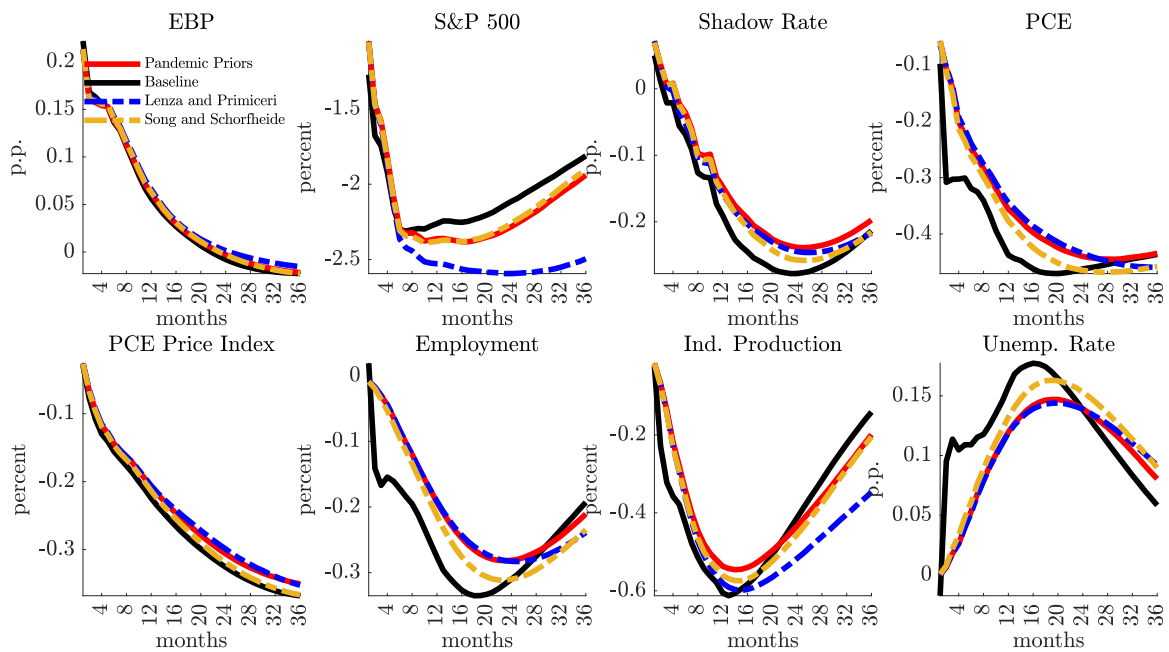 EBP
S&P 500
Shadow Rate
PCE
0.2
0.15
0.1
0.05
0
p.p.
Pandemic Priors
Baseline
Lenza and Primiceri
Song and Schorfheide
4 8 12 16 20 24 28 32 36
months
-1.5
-2
-2.5
percent
4 8 12 16 20 24 28 32 36
months
0
-0.1
-0.2
p.p.
4 8 12 16 20 24 28 32 36
months
-0.1
-0.2
-0.3
-0.4
percent
4 8 12 16 20 24 28 32 36
months
PCE Price Index
Employment
Ind. Production
Unemp. Rate
-0.1
-0.2
-0.3
percent
4 8 12 16 20 24 28 32 36
months
0
-0.1
-0.2
-0.3
percent
4 8 12 16 20 24 28 32 36
months
-0.2
-0.4
-0.6
percent
4 8 12 16 20 24 28 32 36
months
0.15
0.1
0.05
0
p.p.
4 8 12 16 20 24 28 32 36
months